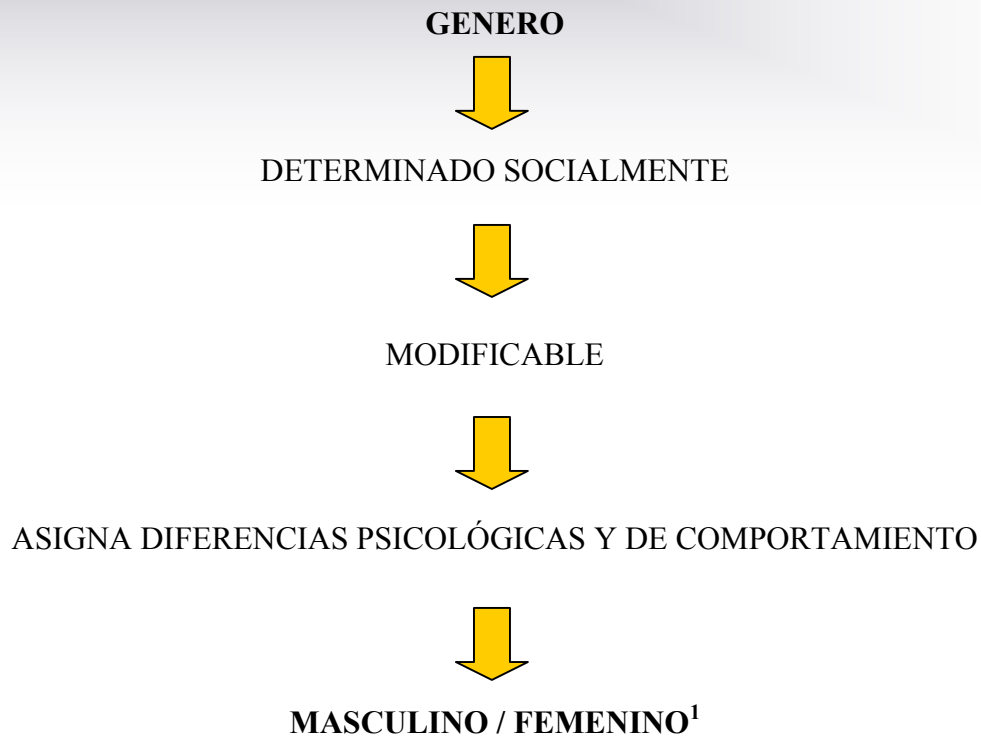 GENERO
DETERMINADO SOCIALMENTE
MODIFICABLE
ASIGNA DIFERENCIAS PSICOLÓGICAS Y DE COMPORTAMIENTO
MASCULINO / FEMENINO¹